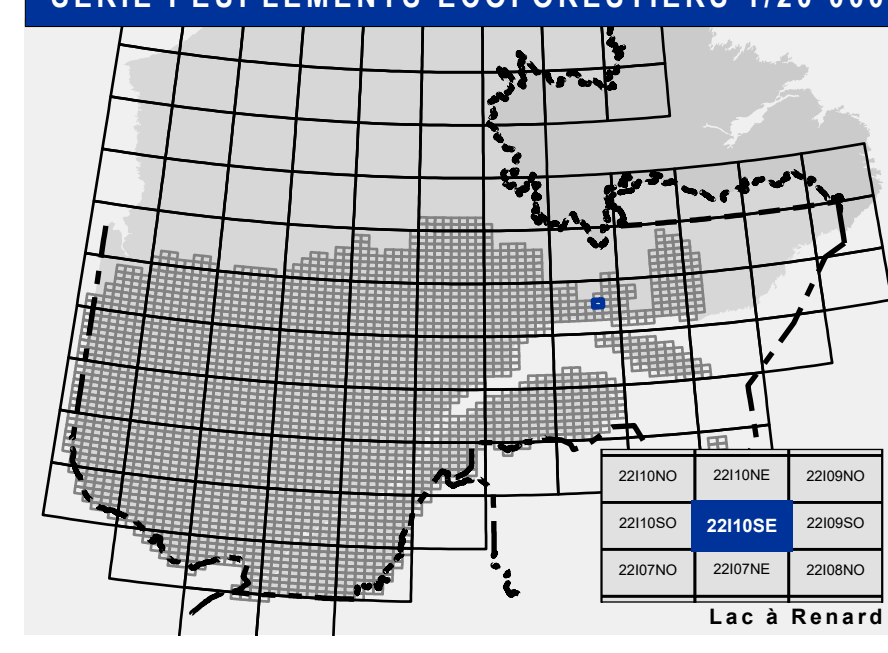 SÉRIE PEUPLEMENTS ÉCOFORESTIERS 1/20 000
22I10NO 22I10NE 22I09NO
22I10SO 22I10SE 22I09SO
22I07NO 22I07NE 22I08NO
Lac à Renard